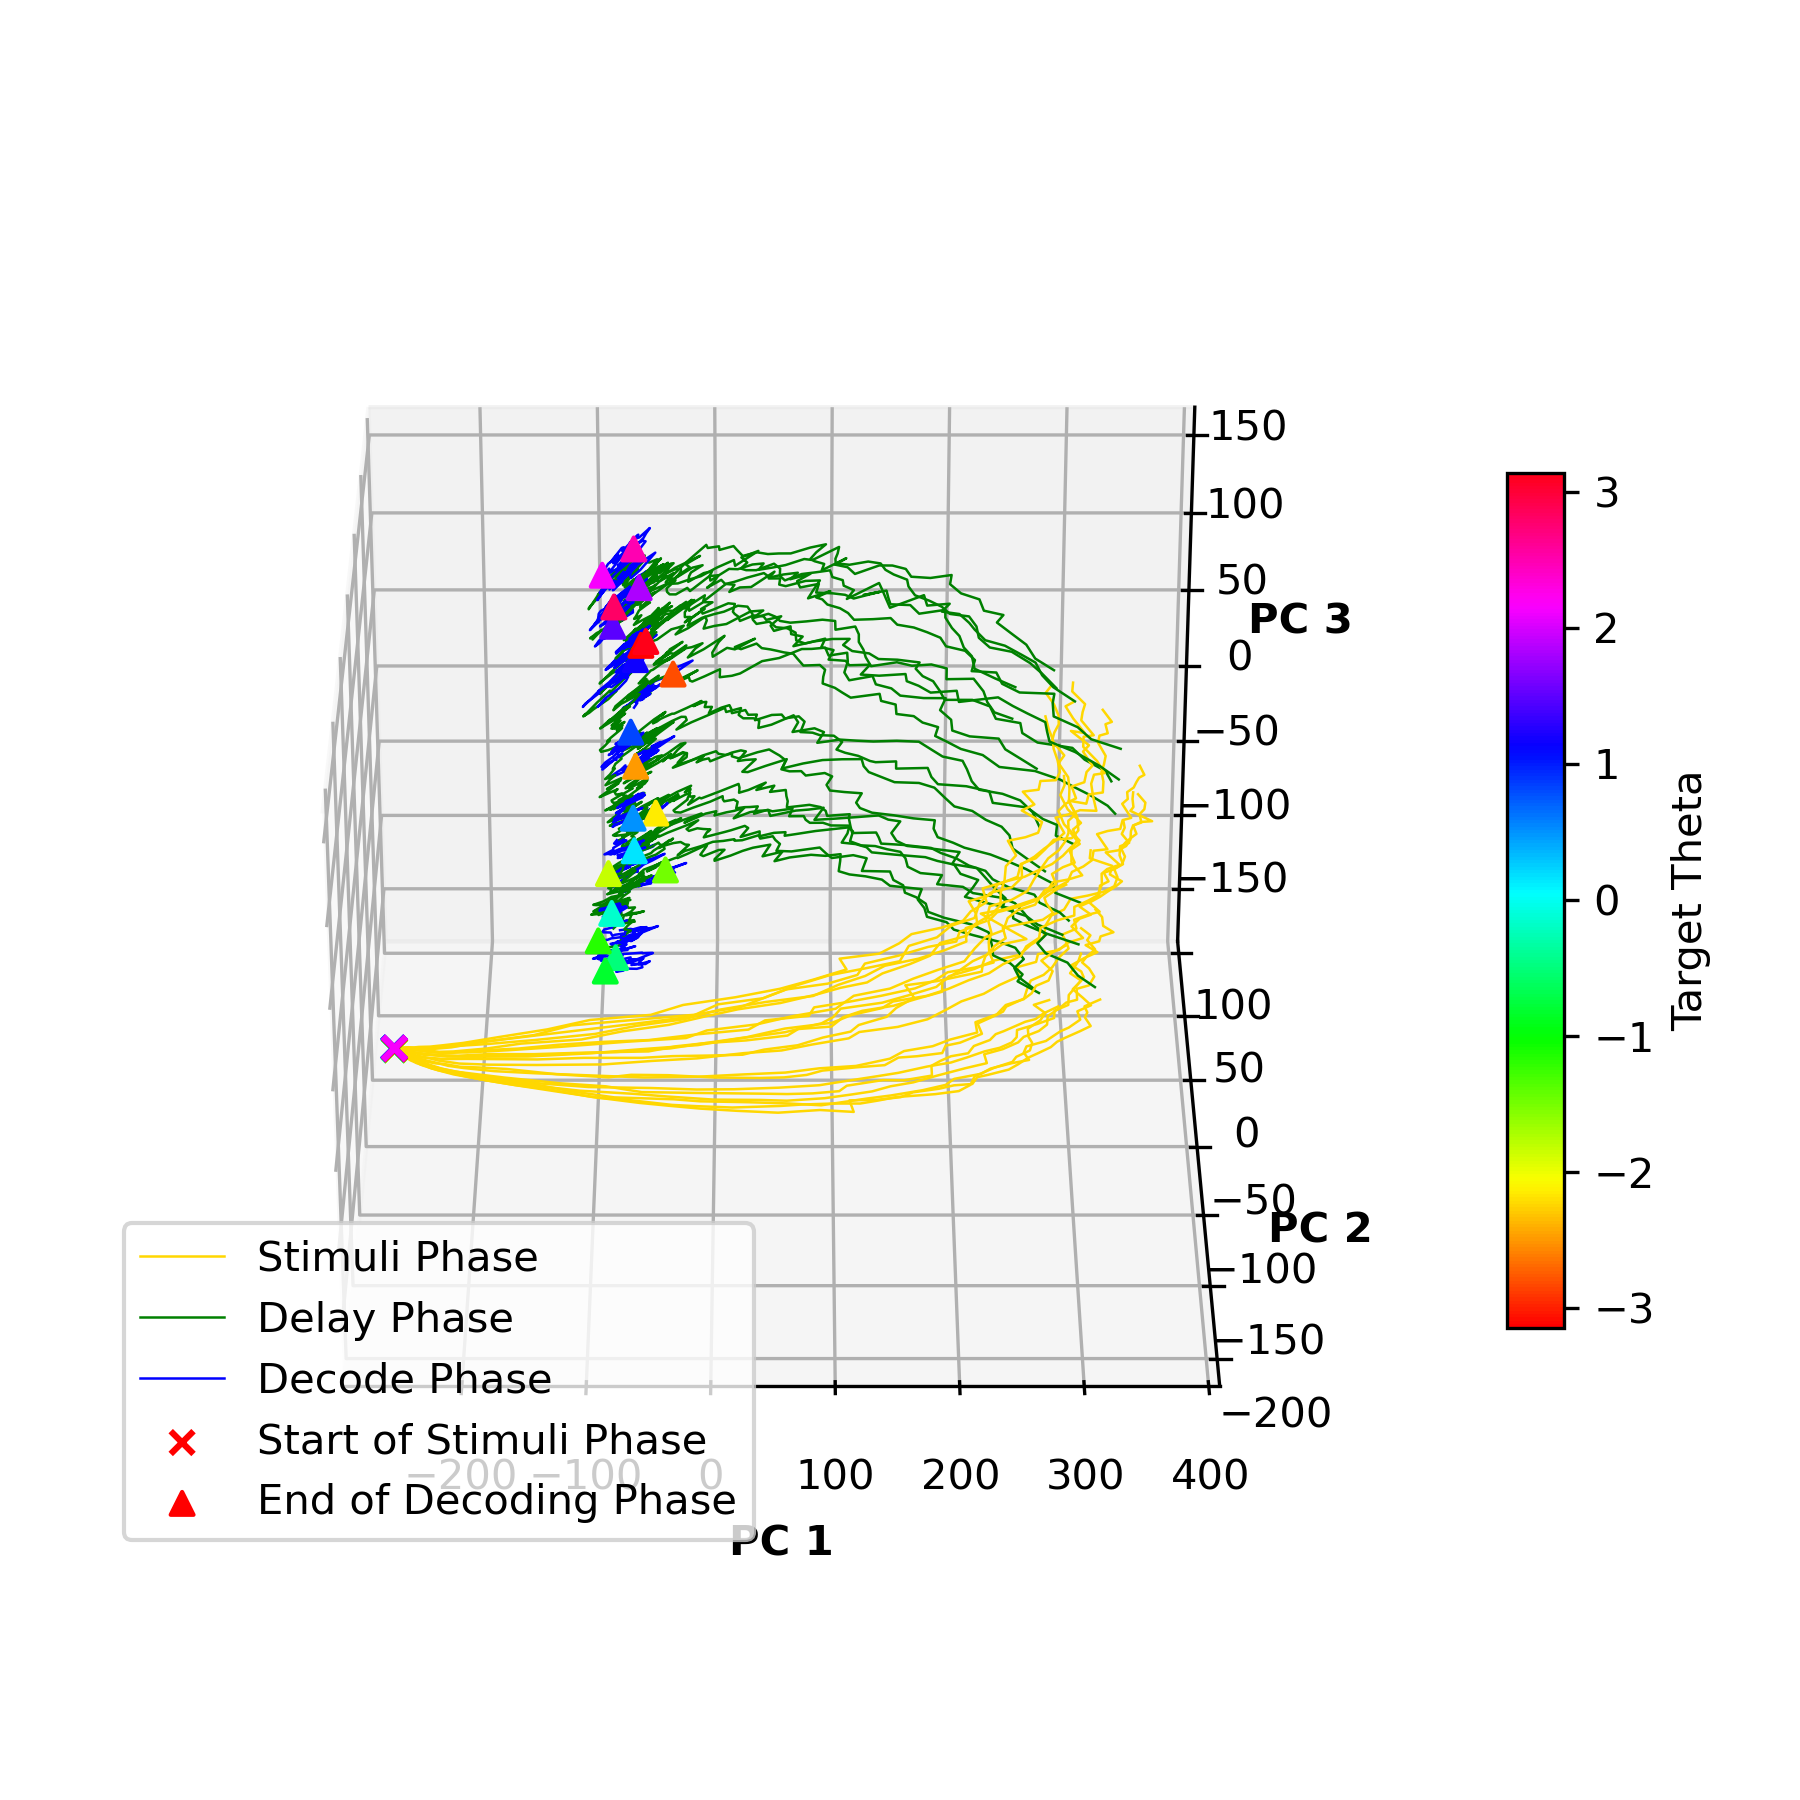 150
100
50
PC 3
0
−50
−100
−150
100
50
0
−50
PC 2
−100
−150
−200
−200 −100 0 100 200 300 400
PC 1
Stimuli Phase
Delay Phase
Decode Phase
Start of Stimuli Phase
End of Decoding Phase
3
2
1
0
−1
−2
−3
Target Theta